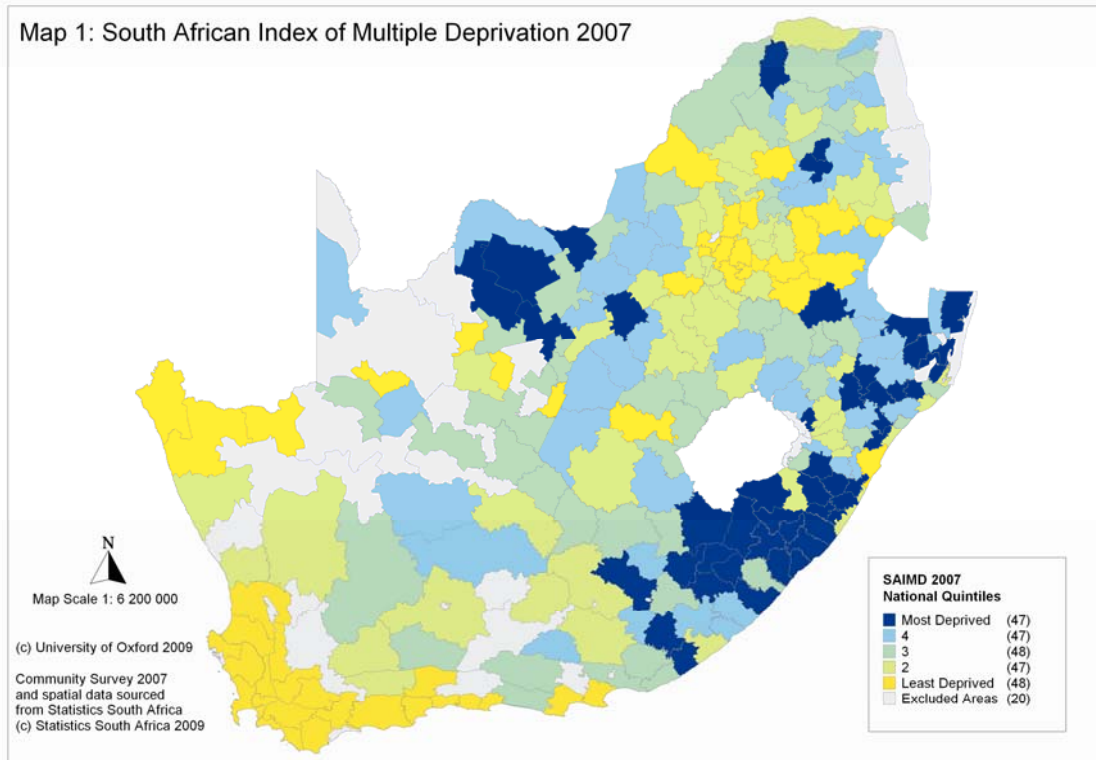 Map 1: South African Index of Multiple Deprivation 2007
N
Map Scale 1: 6 200 000
(c) University of Oxford 2009
Community Survey 2007
and spatial data sourced
from Statistics South Africa
(c) Statistics South Africa 2009
SAIMD 2007
National Quintiles
Most Deprived (47)
4 (47)
3 (48)
2 (47)
Least Deprived (48)
Excluded Areas (20)